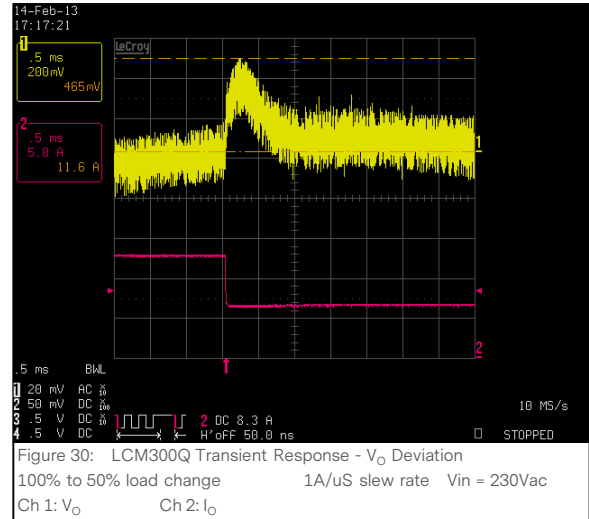 14-Feb-13
17:17:21
LeCroy
1
.5 ms
200mV
465mV
2
.5 ms
5.0 A
11.6 A
1
2
.5 ms BWL
1 20 mV AC X10
2 50 mV DC X100
3 .5 V DC X10
4 .5 V DC
2 DC 8.3 A
H'oFF 50.0 ns
10 MS/s
STOPPED
Figure 30: LCM300Q Transient Response - VO Deviation
100% to 50% load change 1A/uS slew rate Vin = 230Vac
Ch 1: VO Ch 2: IO